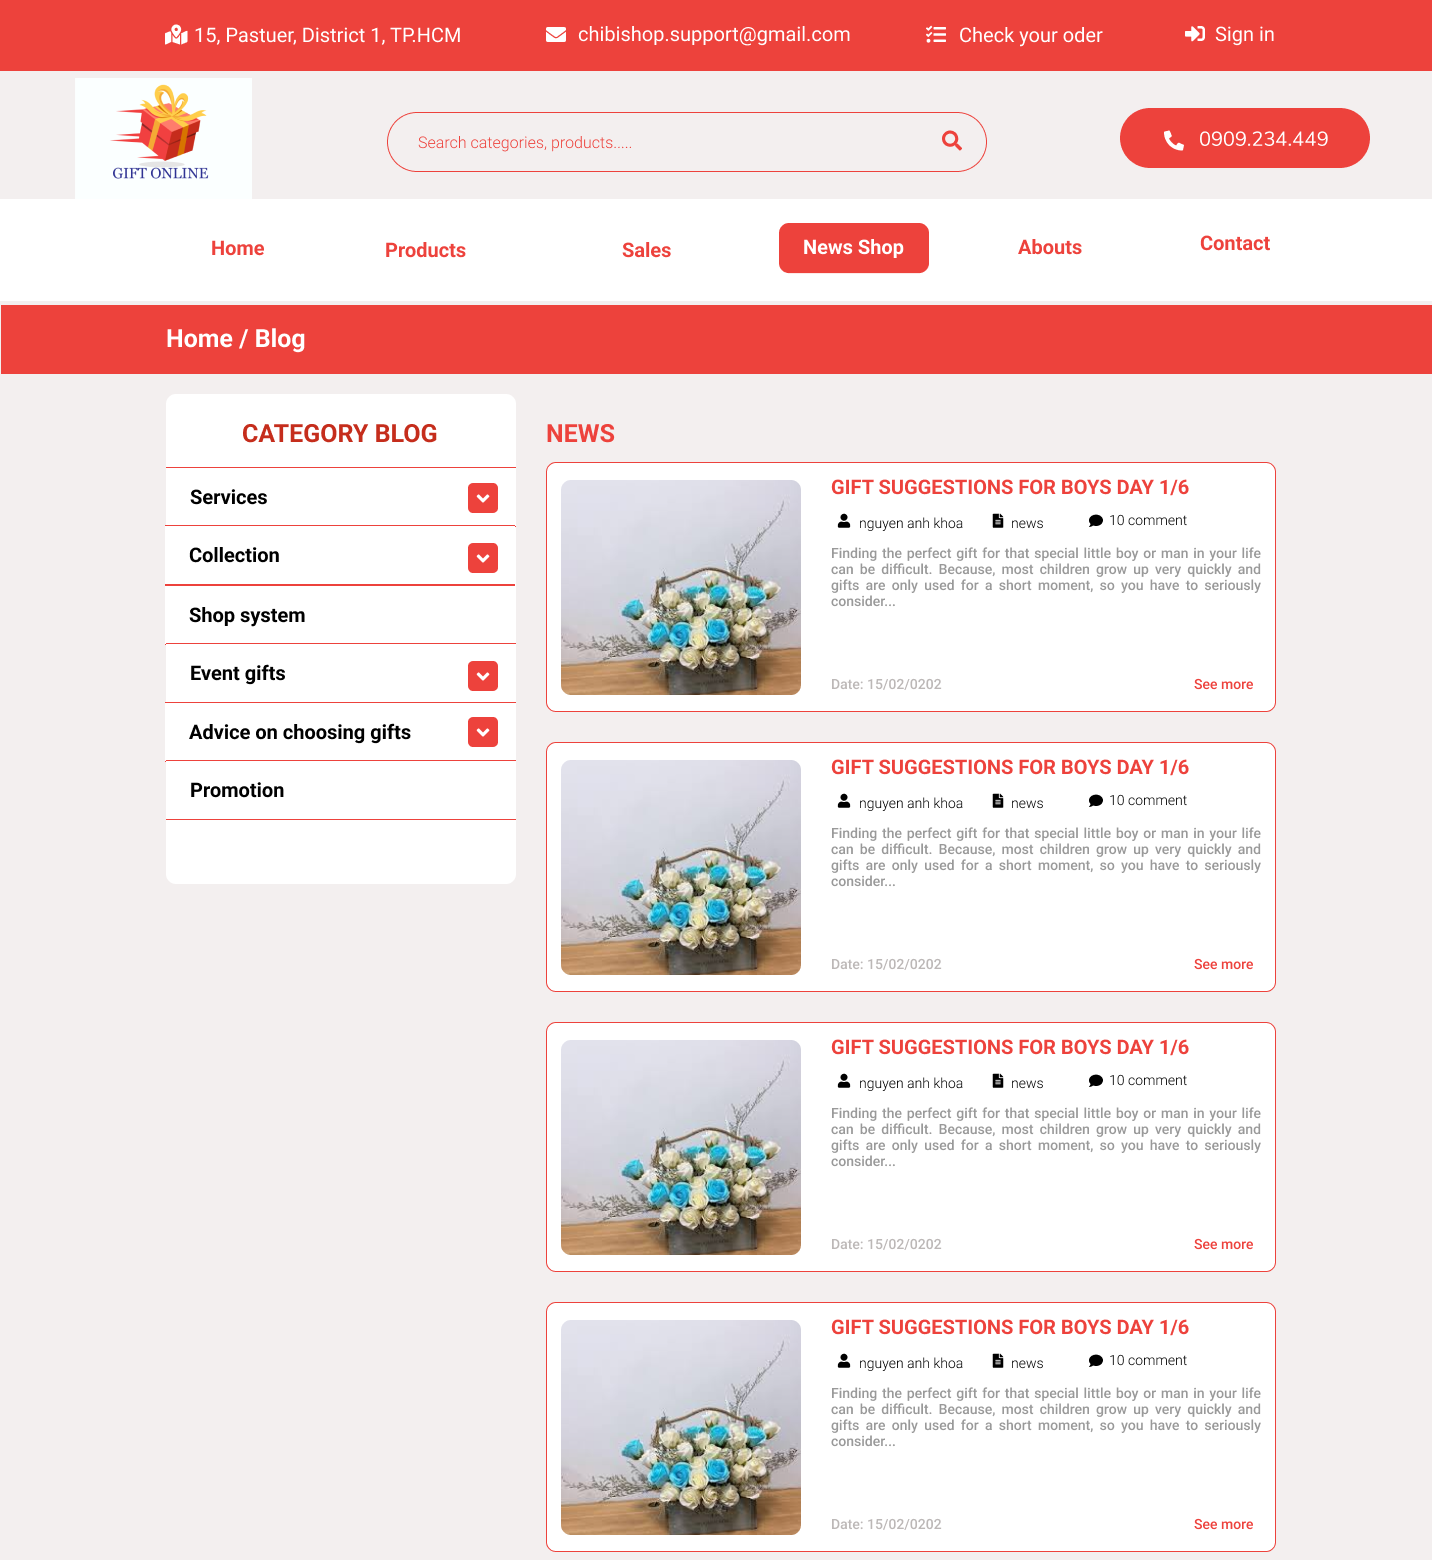 15, Pastuer, District 1, TP.HCM
chibishop.support@gmail.com
Check your oder
Sign in
GIFT ONLINE
Search categories, products.....
0909.234.449
Home
Products
Sales
News Shop
Abouts
Contact
Home / Blog
CATEGORY BLOG
Services
Collection
Shop system
Event gifts
Advice on choosing gifts
Promotion
NEWS
GIFT SUGGESTIONS FOR BOYS DAY 1/6
nguyen anh khoa
news
10 comment
Finding the perfect gift for that special little boy or man in your life
can be difficult. Because, most children grow up very quickly and
gifts are only used for a short moment, so you have to seriously
consider...
Date: 15/02/0202
See more
GIFT SUGGESTIONS FOR BOYS DAY 1/6
nguyen anh khoa
news
10 comment
Finding the perfect gift for that special little boy or man in your life
can be difficult. Because, most children grow up very quickly and
gifts are only used for a short moment, so you have to seriously
consider...
Date: 15/02/0202
See more
GIFT SUGGESTIONS FOR BOYS DAY 1/6
nguyen anh khoa
news
10 comment
Finding the perfect gift for that special little boy or man in your life
can be difficult. Because, most children grow up very quickly and
gifts are only used for a short moment, so you have to seriously
consider...
Date: 15/02/0202
See more
GIFT SUGGESTIONS FOR BOYS DAY 1/6
nguyen anh khoa
news
10 comment
Finding the perfect gift for that special little boy or man in your life
can be difficult. Because, most children grow up very quickly and
gifts are only used for a short moment, so you have to seriously
consider...
Date: 15/02/0202
See more